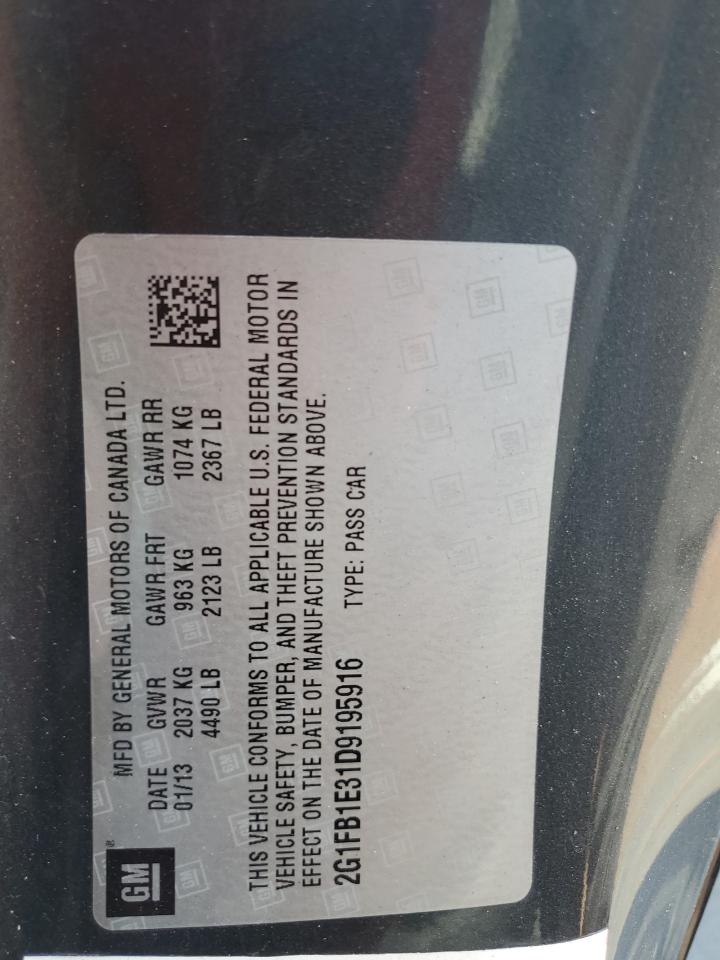 GM®
MFD BY GENERAL MOTORS OF CANADA LTD.
DATE GVWR GAWR FRT GAWR RR
01/13 2037 KG 963 KG 1074 KG
4490 LB 2123 LB 2367 LB
THIS VEHICLE CONFORMS TO ALL APPLICABLE U.S. FEDERAL MOTOR
VEHICLE SAFETY, BUMPER, AND THEFT PREVENTION STANDARDS IN
EFFECT ON THE DATE OF MANUFACTURE SHOWN ABOVE.
2G1FB1E31D9195916 TYPE: PASS CAR